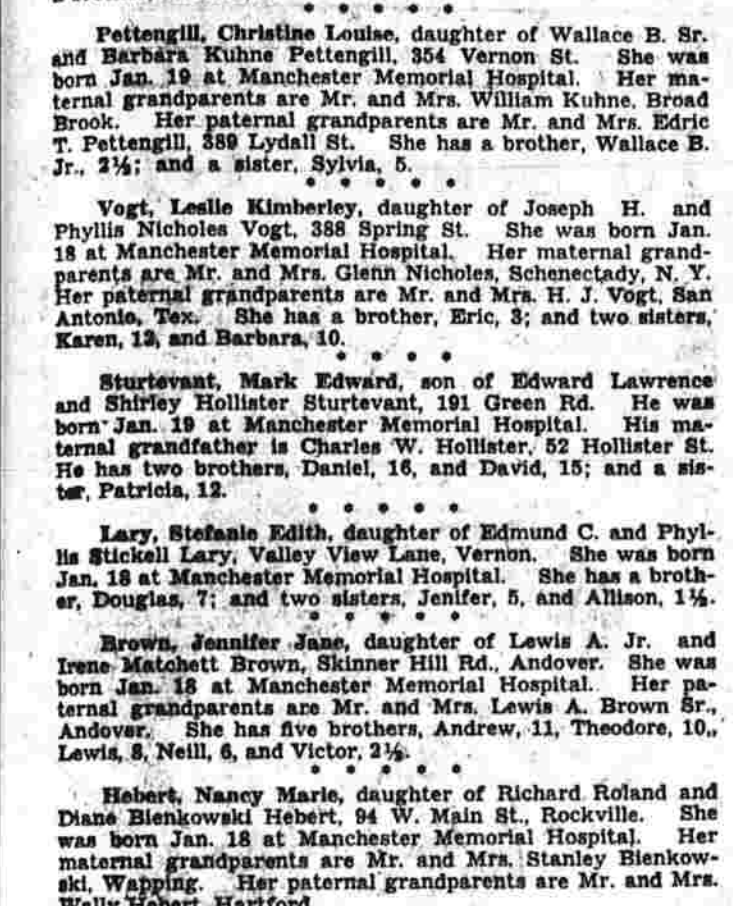 * * * * *
Pettengill, Christine Louise, daughter of Wallace B. Sr.
and Barbara Kuhne Pettengill, 354 Vernon St. She was
born Jan. 19 at Manchester Memorial Hospital. Her ma-
ternal grandparents are Mr. and Mrs. William Kuhne, Broad
Brook. Her paternal grandparents are Mr. and Mrs. Edric
T. Pettengill, 389 Lydall St. She has a brother, Wallace B.
Jr., 2½; and a sister, Sylvia, 5.
* * * * *
Vogt, Leslie Kimberley, daughter of Joseph H. and
Phyllis Nicholes Vogt, 388 Spring St. She was born Jan.
18 at Manchester Memorial Hospital. Her maternal grand-
parents are Mr. and Mrs. Glenn Nicholes, Schenectady, N. Y.
Her paternal grandparents are Mr. and Mrs. H. J. Vogt, San
Antonio, Tex. She has a brother, Eric, 3; and two sisters,
Karen, 12, and Barbara, 10.
* * * *
Sturtevant, Mark Edward, son of Edward Lawrence
and Shirley Hollister Sturtevant, 191 Green Rd. He was
born Jan. 19 at Manchester Memorial Hospital. His ma-
ternal grandfather is Charles W. Hollister, 52 Hollister St.
He has two brothers, Daniel, 16, and David, 15; and a sis-
ter, Patricia, 12.
* * * * *
Lary, Stefanie Edith, daughter of Edmund C. and Phyl-
lis Stickell Lary, Valley View Lane, Vernon. She was born
Jan. 18 at Manchester Memorial Hospital. She has a broth-
er, Douglas, 7; and two sisters, Jenifer, 5, and Allison, 1½.
* * * * *
Brown, Jennifer Jane, daughter of Lewis A. Jr. and
Irene Matchett Brown, Skinner Hill Rd., Andover. She was
born Jan. 18 at Manchester Memorial Hospital. Her pa-
ternal grandparents are Mr. and Mrs. Lewis A. Brown Sr.,
Andover. She has five brothers, Andrew, 11, Theodore, 10,,
Lewis, 8, Neill, 6, and Victor, 2½.
* * * * *
Hebert, Nancy Marie, daughter of Richard Roland and
Diane Bienkowski Hebert, 94 W. Main St., Rockville. She
was born Jan. 18 at Manchester Memorial Hospital. Her
maternal grandparents are Mr. and Mrs. Stanley Bienkow-
ski, Wapping. Her paternal grandparents are Mr. and Mrs.
Wally Hebert, Hartford